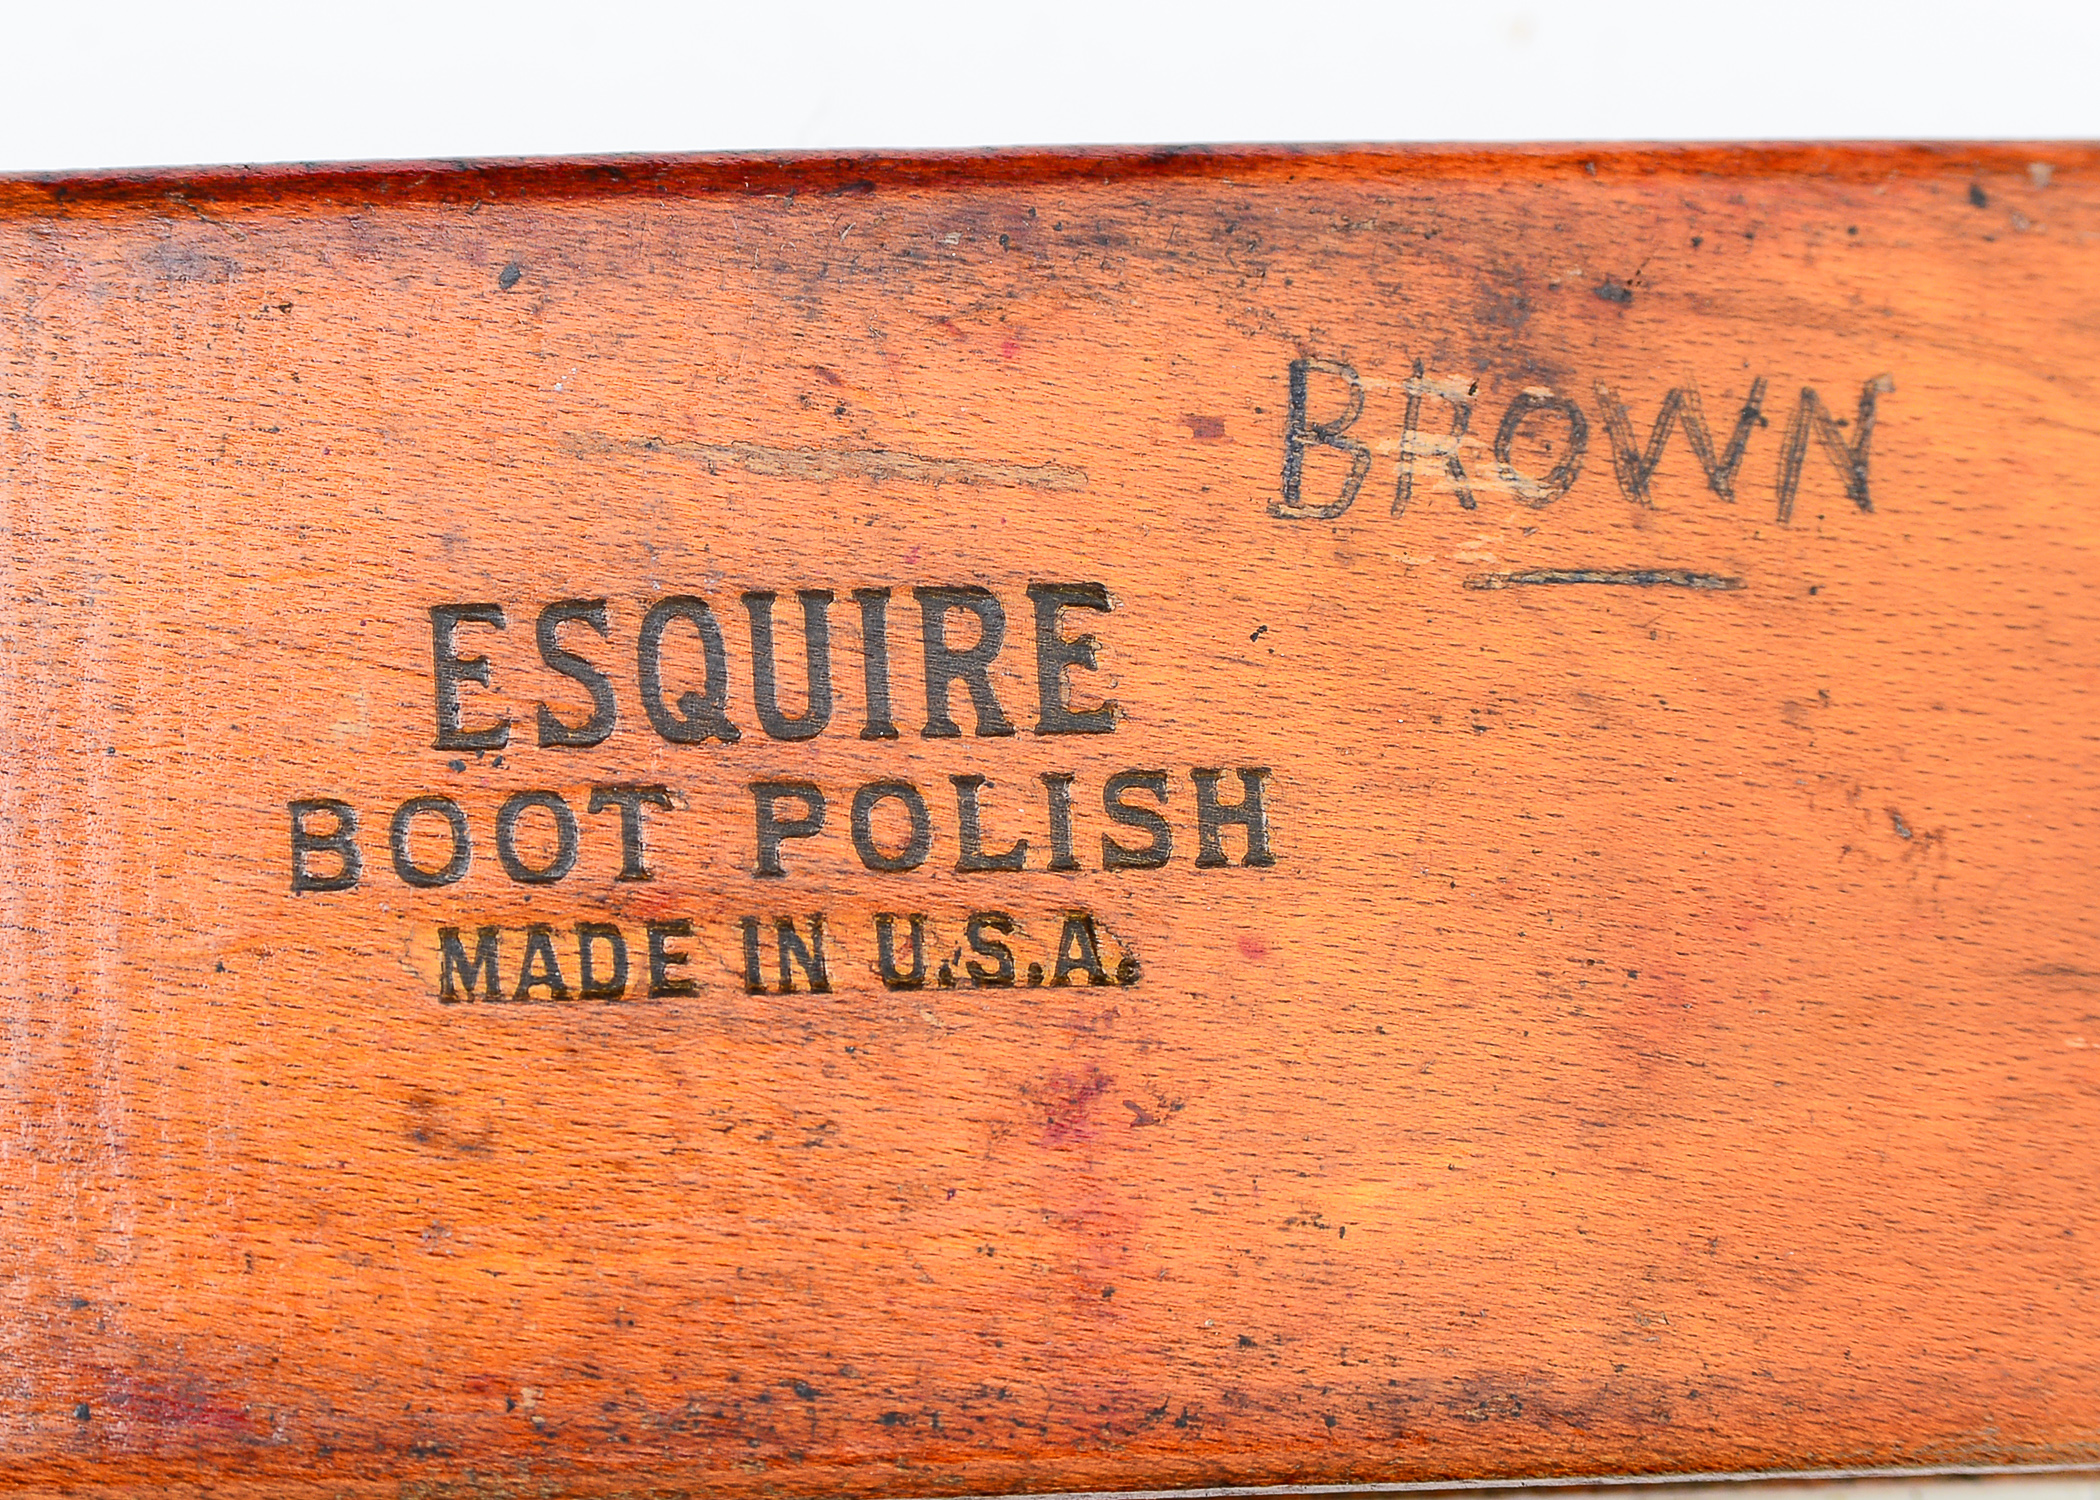 BROWN
ESQUIRE
BOOT POLISH
MADE IN U.S.A.